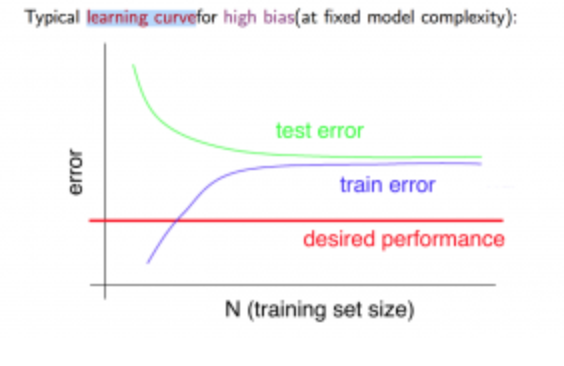 Typical learning curvefor high bias(at fixed model complexity):
test error
error
train error
desired performance
N (training set size)